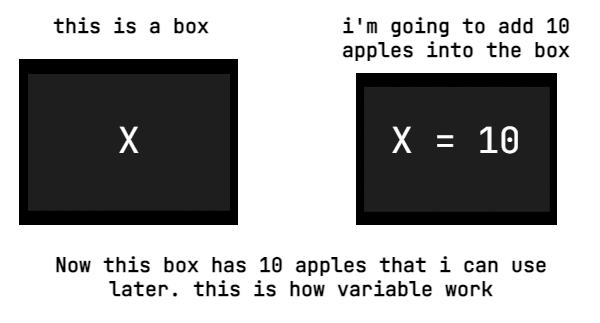 this is a box
X
i'm going to add 10
apples into the box
X = 10
Now this box has 10 apples that i can use
later. this is how variable work